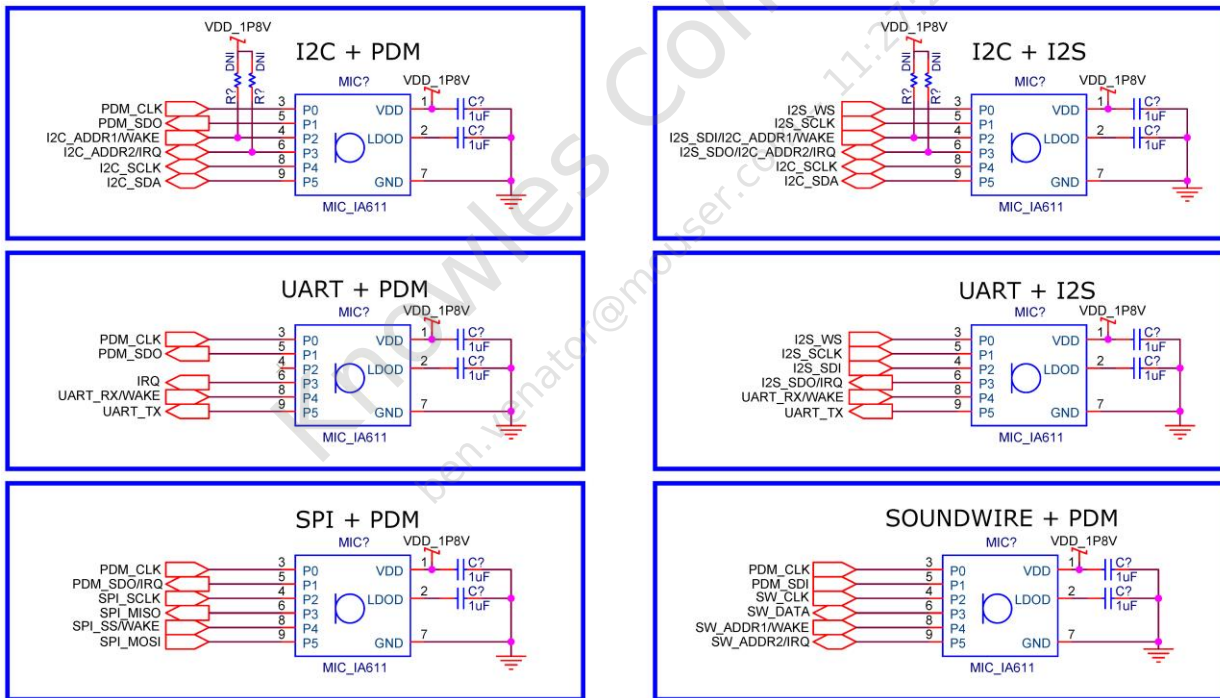 VDD_1P8V
I2C + PDM
DNI
DNI
R?
R?
MIC?
VDD_1P8V
PDM_CLK 3 P0 VDD 1 C? 1uF
PDM_SDO 5 P1
I2C_ADDR1/WAKE 4 P2 LDOD 2 C? 1uF
I2C_ADDR2/IRQ 6 P3
I2C_SCLK 8 P4
I2C_SDA 9 P5 GND 7
MIC_IA611
VDD_1P8V
I2C + I2S
DNI
DNI
R?
R?
MIC?
VDD_1P8V
I2S_WS 3 P0 VDD 1 C? 1uF
I2S_SCLK 5 P1
I2S_SDI/I2C_ADDR1/WAKE 4 P2 LDOD 2 C? 1uF
I2S_SDO/I2C_ADDR2/IRQ 6 P3
I2C_SCLK 8 P4
I2C_SDA 9 P5 GND 7
MIC_IA611
UART + PDM
MIC?
VDD_1P8V
PDM_CLK 3 P0 VDD 1 C? 1uF
PDM_SDO 5 P1
4 P2 LDOD 2 C? 1uF
IRQ 6 P3
UART_RX/WAKE 8 P4
UART_TX 9 P5 GND 7
MIC_IA611
UART + I2S
MIC?
VDD_1P8V
I2S_WS 3 P0 VDD 1 C? 1uF
I2S_SCLK 5 P1
I2S_SDI 4 P2 LDOD 2 C? 1uF
I2S_SDO/IRQ 6 P3
UART_RX/WAKE 8 P4
UART_TX 9 P5 GND 7
MIC_IA611
SPI + PDM
MIC?
VDD_1P8V
PDM_CLK 3 P0 VDD 1 C? 1uF
PDM_SDO/IRQ 5 P1
SPI_SCLK 4 P2 LDOD 2 C? 1uF
SPI_MISO 6 P3
SPI_SS/WAKE 8 P4
SPI_MOSI 9 P5 GND 7
MIC_IA611
SOUNDWIRE + PDM
MIC?
VDD_1P8V
PDM_CLK 3 P0 VDD 1 C? 1uF
PDM_SDI 5 P1
SW_CLK 4 P2 LDOD 2 C? 1uF
SW_DATA 6 P3
SW_ADDR1/WAKE 8 P4
SW_ADDR2/IRQ 9 P5 GND 7
MIC_IA611
Knowles Con
ben.venator@mouser.com 11:27:2